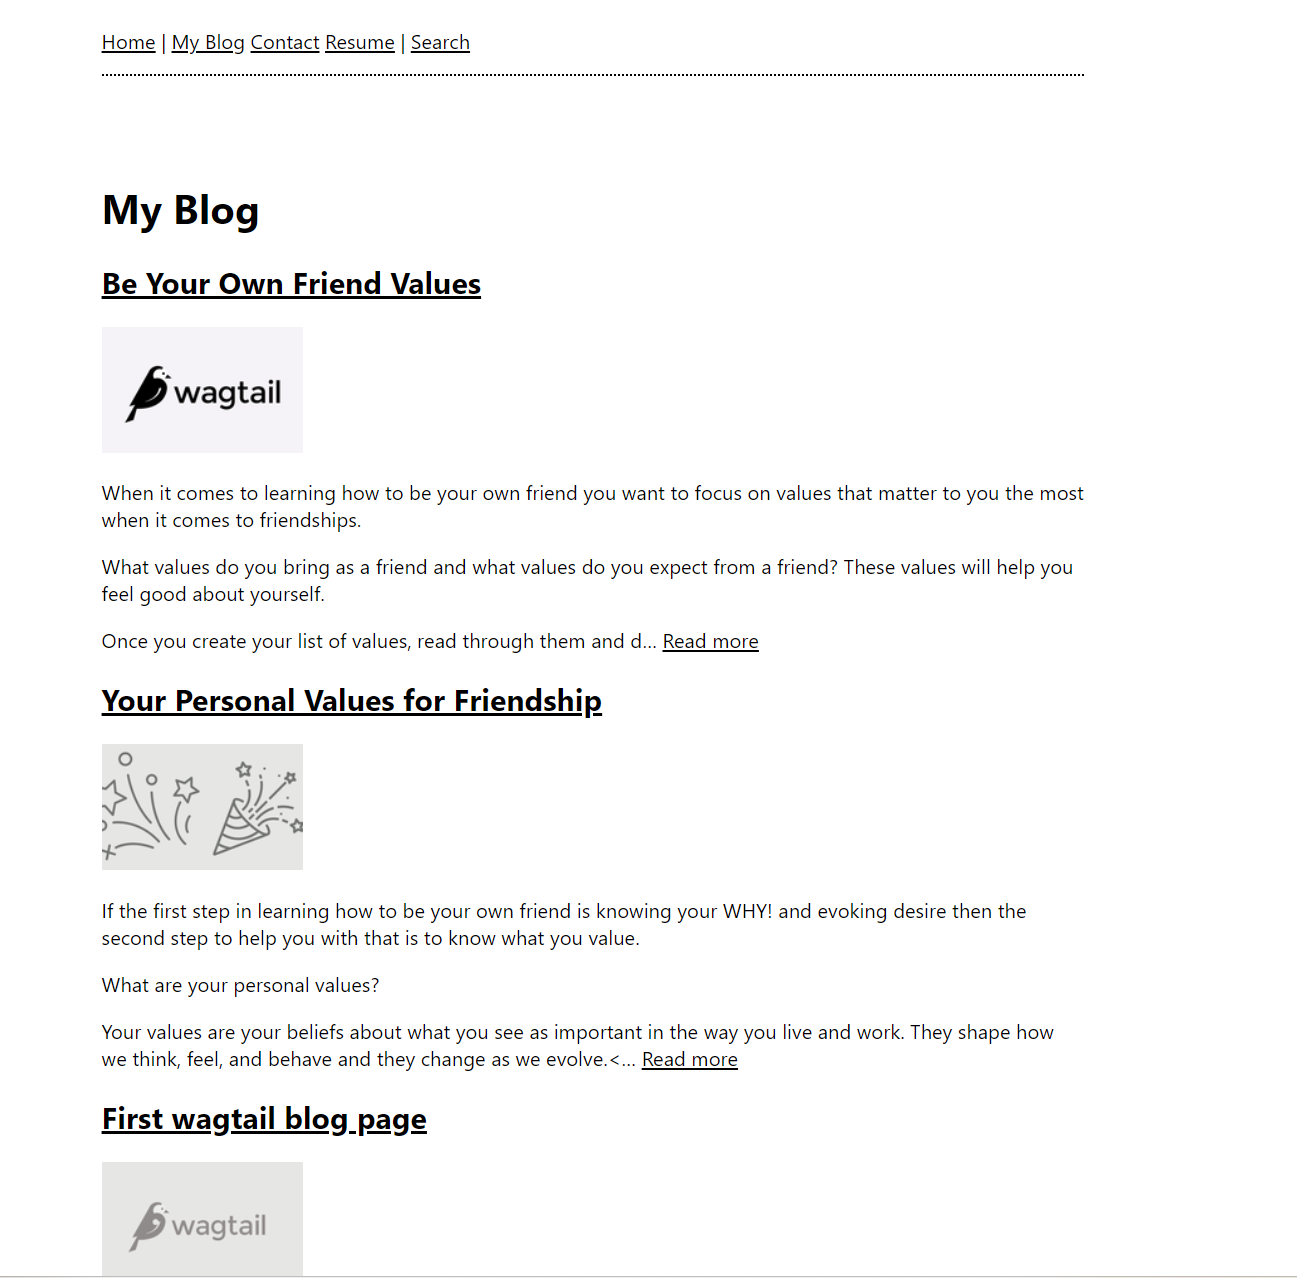 Home | My Blog Contact Resume | Search
My Blog
Be Your Own Friend Values
wagtail
When it comes to learning how to be your own friend you want to focus on values that matter to you the most
when it comes to friendships.
What values do you bring as a friend and what values do you expect from a friend? These values will help you
feel good about yourself.
Once you create your list of values, read through them and d... Read more
Your Personal Values for Friendship
If the first step in learning how to be your own friend is knowing your WHY! and evoking desire then the
second step to help you with that is to know what you value.
What are your personal values?
Your values are your beliefs about what you see as important in the way you live and work. They shape how
we think, feel, and behave and they change as we evolve.<... Read more
First wagtail blog page
wagtail